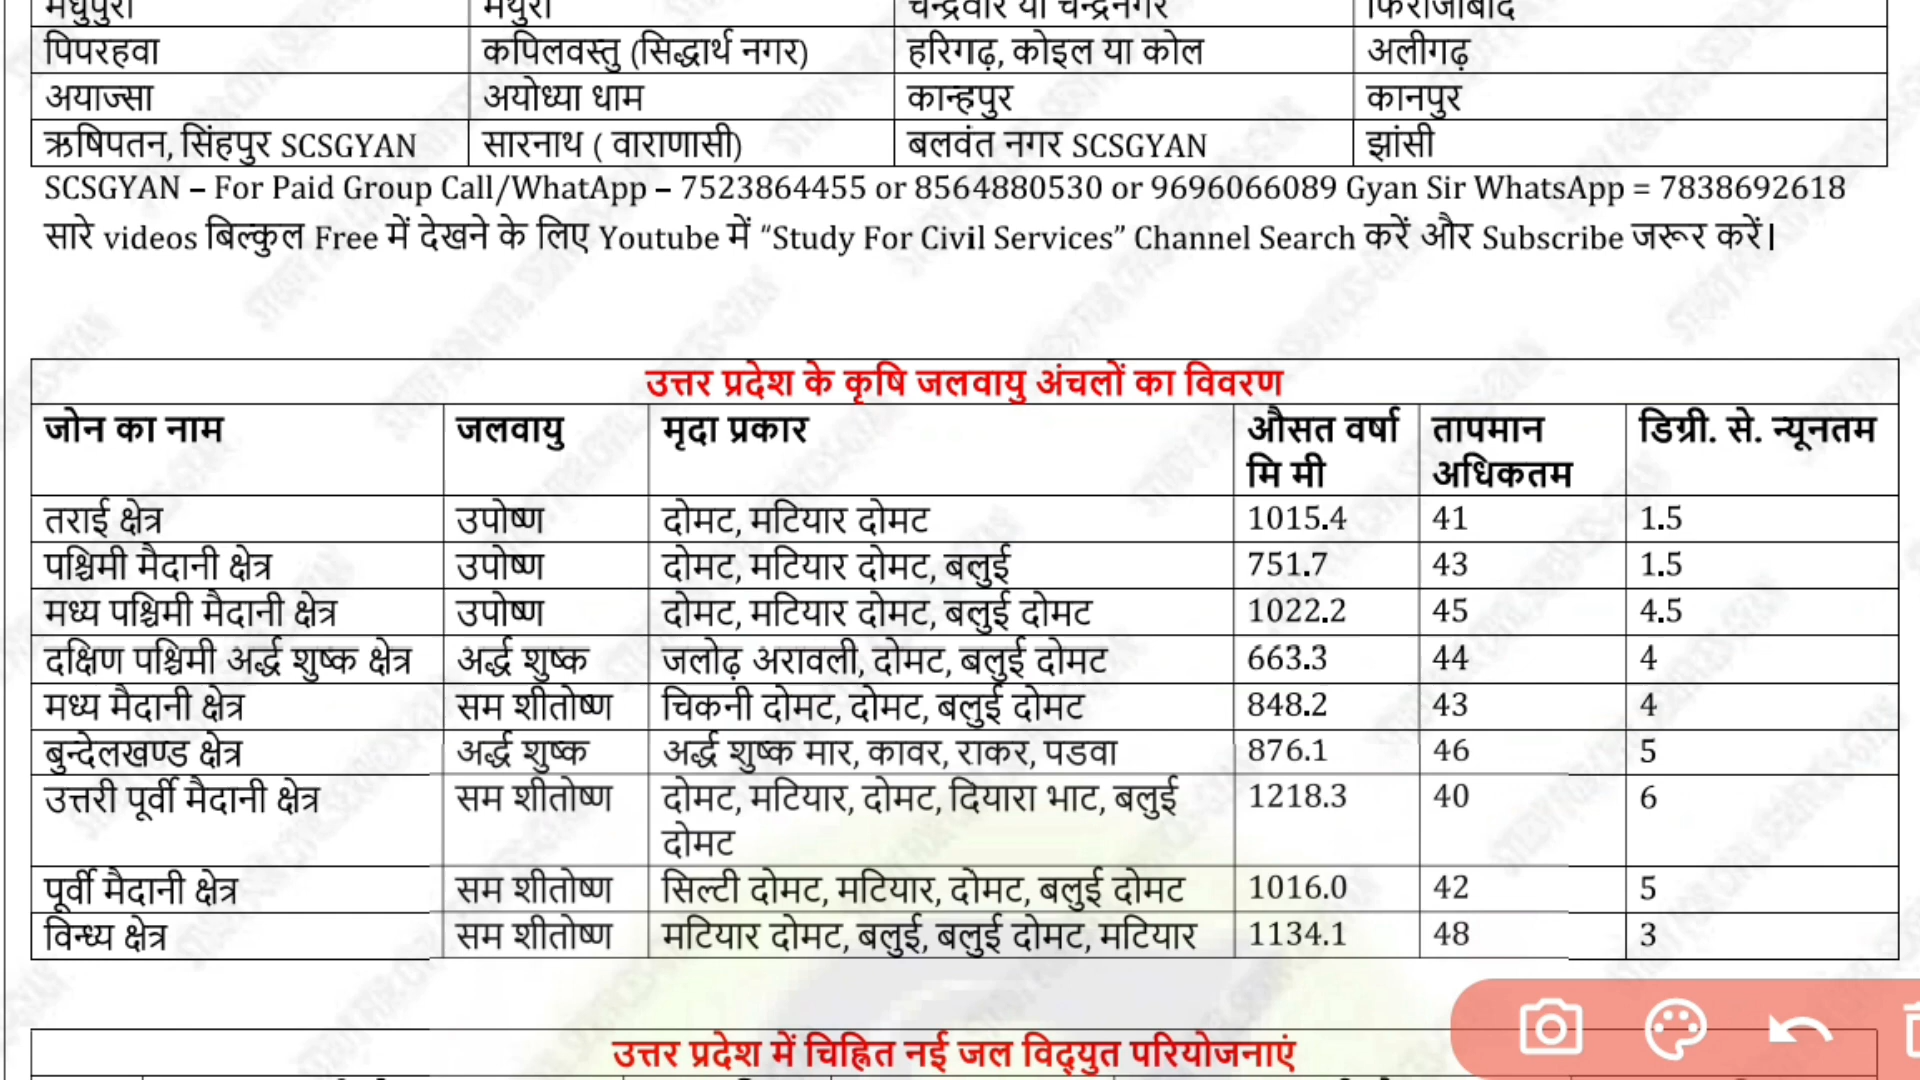 मधुपुरी मथुरा चन्द्रवार या चन्द्रनगर फिरोजाबाद
पिपरहवा कपिलवस्तु (सिद्धार्थ नगर) हरिगढ़, कोइल या कोल अलीगढ़
अयाज्सा अयोध्या धाम कान्हपुर कानपुर
ऋषिपतन, सिंहपुर SCSGYAN सारनाथ ( वाराणासी) बलवंत नगर SCSGYAN झांसी
SCSGYAN – For Paid Group Call/WhatApp – 7523864455 or 8564880530 or 9696066089 Gyan Sir WhatsApp = 7838692618
सारे videos बिल्कुल Free में देखने के लिए Youtube में “Study For Civil Services” Channel Search करें और Subscribe जरूर करें|
उत्तर प्रदेश के कृषि जलवायु अंचलों का विवरण
जोन का नाम जलवायु मृदा प्रकार औसत वर्षा तापमान डिग्री. से. न्यूनतम
मि मी अधिकतम
तराई क्षेत्र उपोष्ण दोमट, मटियार दोमट 1015.4 41 1.5
पश्चिमी मैदानी क्षेत्र उपोष्ण दोमट, मटियार दोमट, बलुई 751.7 43 1.5
मध्य पश्चिमी मैदानी क्षेत्र उपोष्ण दोमट, मटियार दोमट, बलुई दोमट 1022.2 45 4.5
दक्षिण पश्चिमी अर्द्ध शुष्क क्षेत्र अर्द्ध शुष्क जलोढ़ अरावली, दोमट, बलुई दोमट 663.3 44 4
मध्य मैदानी क्षेत्र सम शीतोष्ण चिकनी दोमट, दोमट, बलुई दोमट 848.2 43 4
बुन्देलखण्ड क्षेत्र अर्द्ध शुष्क अर्द्ध शुष्क मार, कावर, राकर, पडवा 876.1 46 5
उत्तरी पूर्वी मैदानी क्षेत्र सम शीतोष्ण दोमट, मटियार, दोमट, दियारा भाट, बलुई 1218.3 40 6
दोमट
पूर्वी मैदानी क्षेत्र सम शीतोष्ण सिल्टी दोमट, मटियार, दोमट, बलुई दोमट 1016.0 42 5
विन्ध्य क्षेत्र सम शीतोष्ण मटियार दोमट, बलुई, बलुई दोमट, मटियार 1134.1 48 3
उत्तर प्रदेश में चिह्नित नई जल विद्युत परियोजनाएं